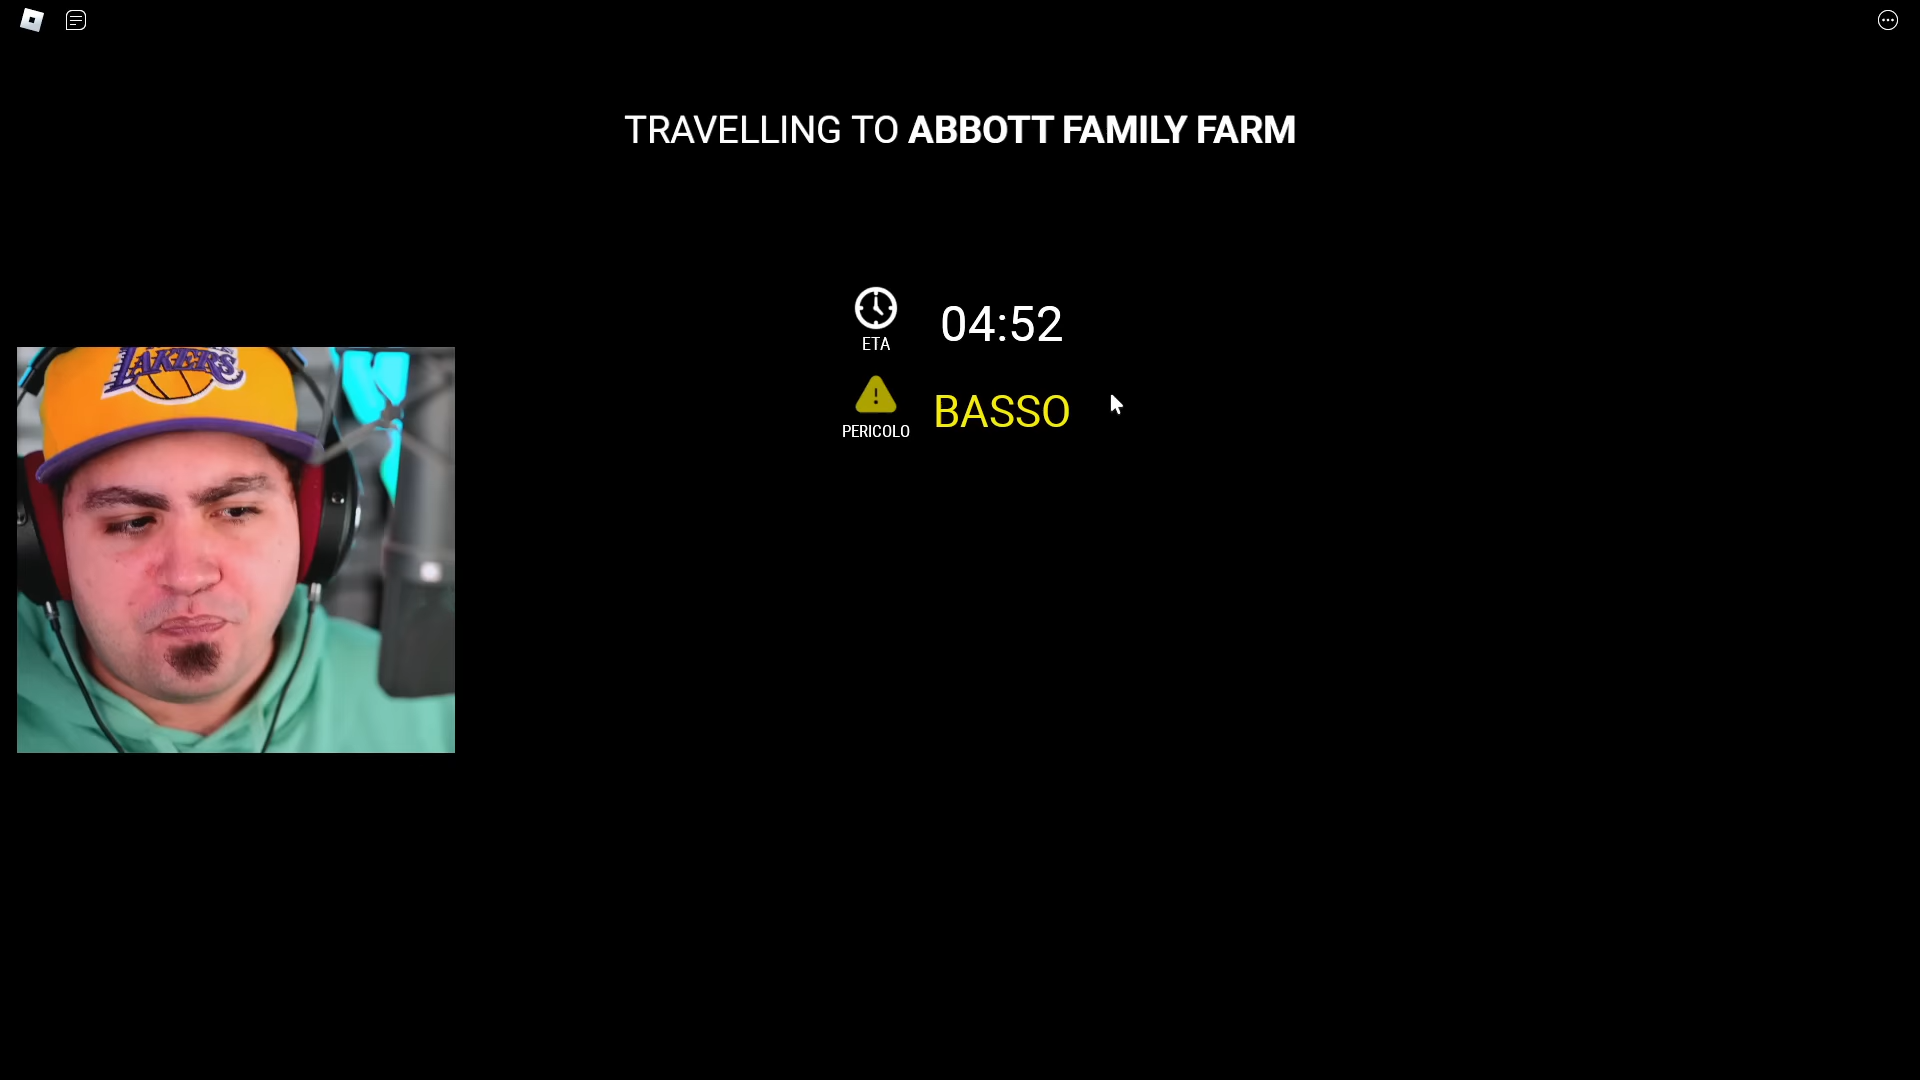 TRAVELLING TO ABBOTT FAMILY FARM
ETA
04:52
PERICOLO
BASSO
LAKERS